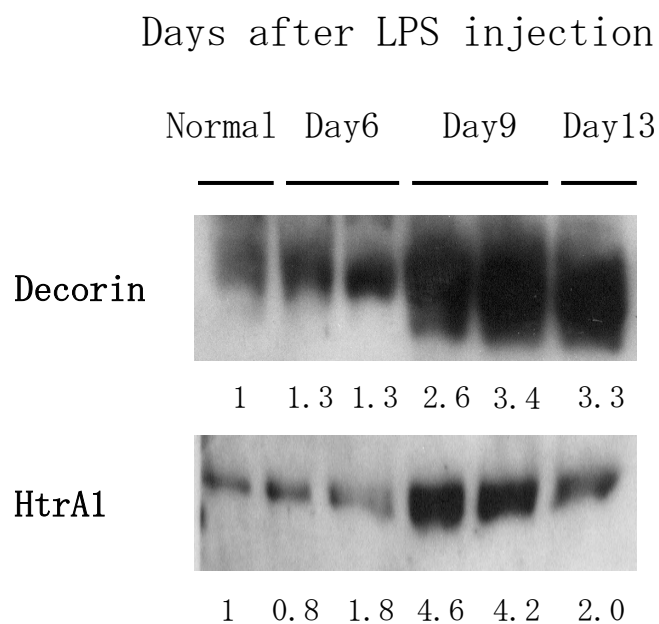 Days after LPS injection
Normal Day6 Day9 Day13
Decorin
1 1.3 1.3 2.6 3.4 3.3
HtrA1
1 0.8 1.8 4.6 4.2 2.0